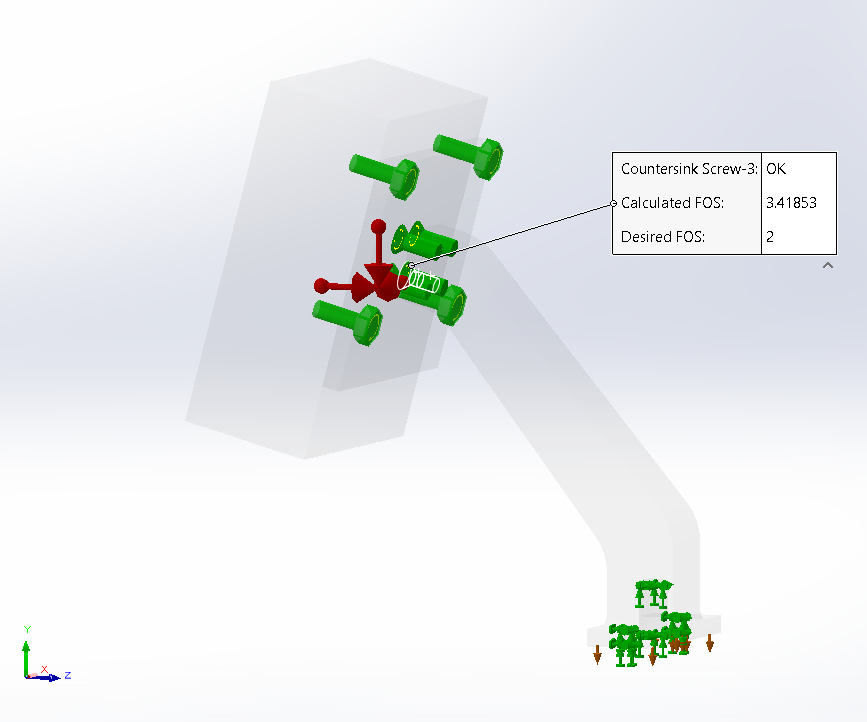 Countersink Screw-3: OK
Calculated FOS: 3.41853
Desired FOS: 2
Y
X
Z